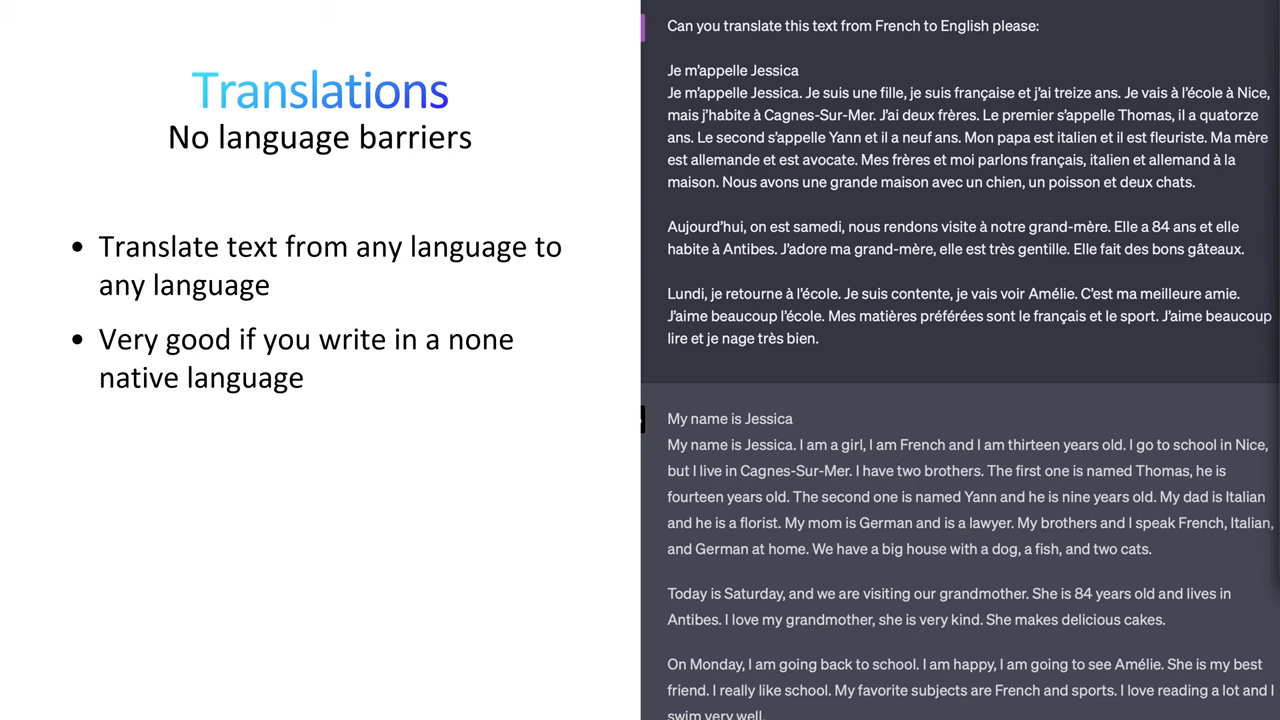 Translations
No language barriers
• Translate text from any language to
any language
• Very good if you write in a none
native language
Can you translate this text from French to English please:
Je m'appelle Jessica
Je m'appelle Jessica. Je suis une fille, je suis française et j'ai treize ans. Je vais à l'école à Nice,
mais j'habite à Cagnes-Sur-Mer. J'ai deux frères. Le premier s'appelle Thomas, il a quatorze
ans. Le second s'appelle Yann et il a neuf ans. Mon papa est italien et il est fleuriste. Ma mère
est allemande et est avocate. Mes frères et moi parlons français, italien et allemand à la
maison. Nous avons une grande maison avec un chien, un poisson et deux chats.
Aujourd'hui, on est samedi, nous rendons visite à notre grand-mère. Elle a 84 ans et elle
habite à Antibes. J'adore ma grand-mère, elle est très gentille. Elle fait des bons gâteaux.
Lundi, je retourne à l'école. Je suis contente, je vais voir Amélie. C'est ma meilleure amie.
J'aime beaucoup l'école. Mes matières préférées sont le français et le sport. J'aime beaucoup
lire et je nage très bien.
My name is Jessica
My name is Jessica. I am a girl, I am French and I am thirteen years old. I go to school in Nice,
but I live in Cagnes-Sur-Mer. I have two brothers. The first one is named Thomas, he is
fourteen years old. The second one is named Yann and he is nine years old. My dad is Italian
and he is a florist. My mom is German and is a lawyer. My brothers and I speak French, Italian,
and German at home. We have a big house with a dog, a fish, and two cats.
Today is Saturday, and we are visiting our grandmother. She is 84 years old and lives in
Antibes. I love my grandmother, she is very kind. She makes delicious cakes.
On Monday, I am going back to school. I am happy, I am going to see Amélie. She is my best
friend. I really like school. My favorite subjects are French and sports. I love reading a lot and I
swim very well.